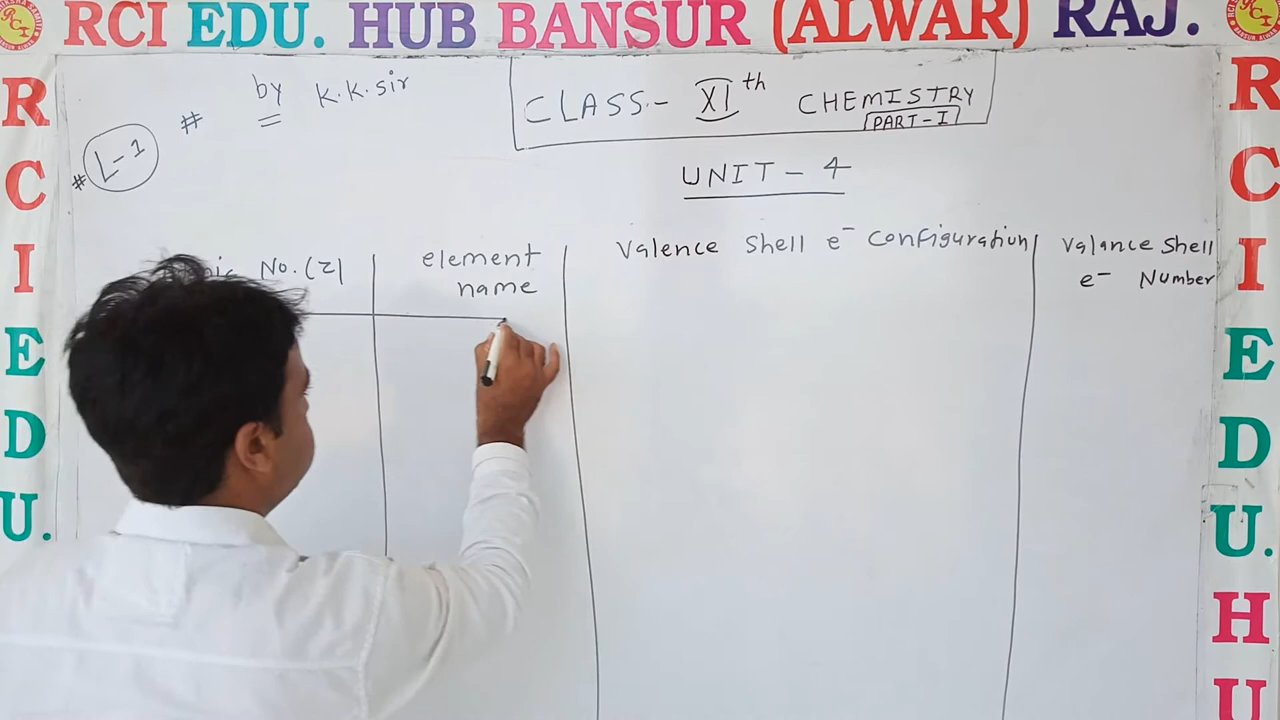 RCI EDU. HUB BANSUR (ALWAR) RAJ.
R
C
I
E
D
U.
by K.K.sir
#
# L-1
CLASS.- XIth CHEMISTRY
PART-I
UNIT - 4
No.(Z)
element
name
Valence Shell e- Configuration
Valance Shell
e- Number
R
C
I
E
D
U.
H
U